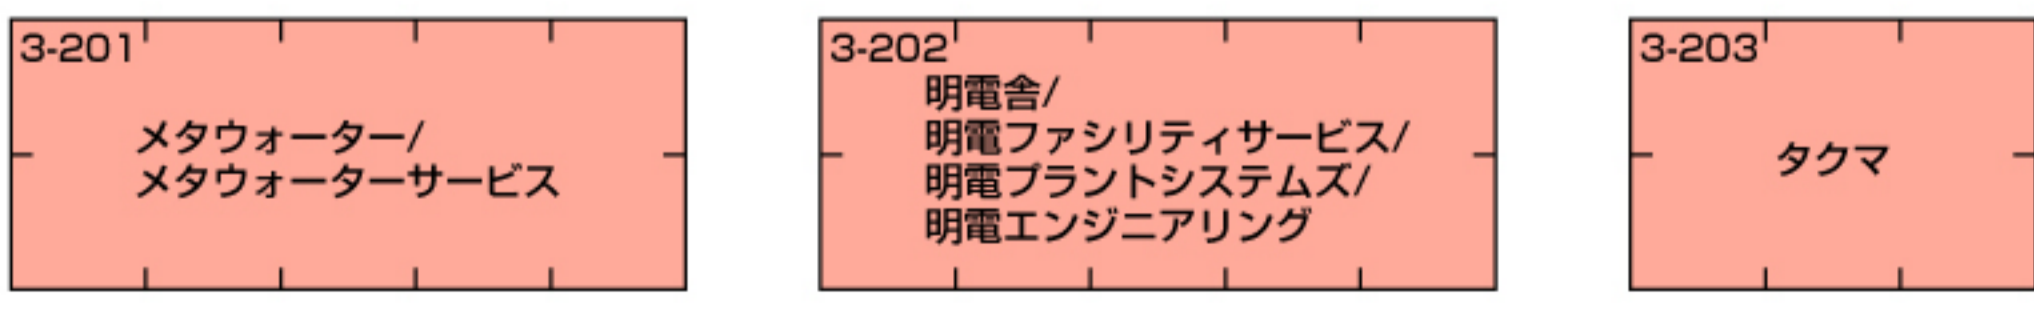 3-201
メタウォーター/
メタウォーターサービス
3-202
明電舎/
明電ファシリティサービス/
明電プラントシステムズ/
明電エンジニアリング
3-203
タクマ